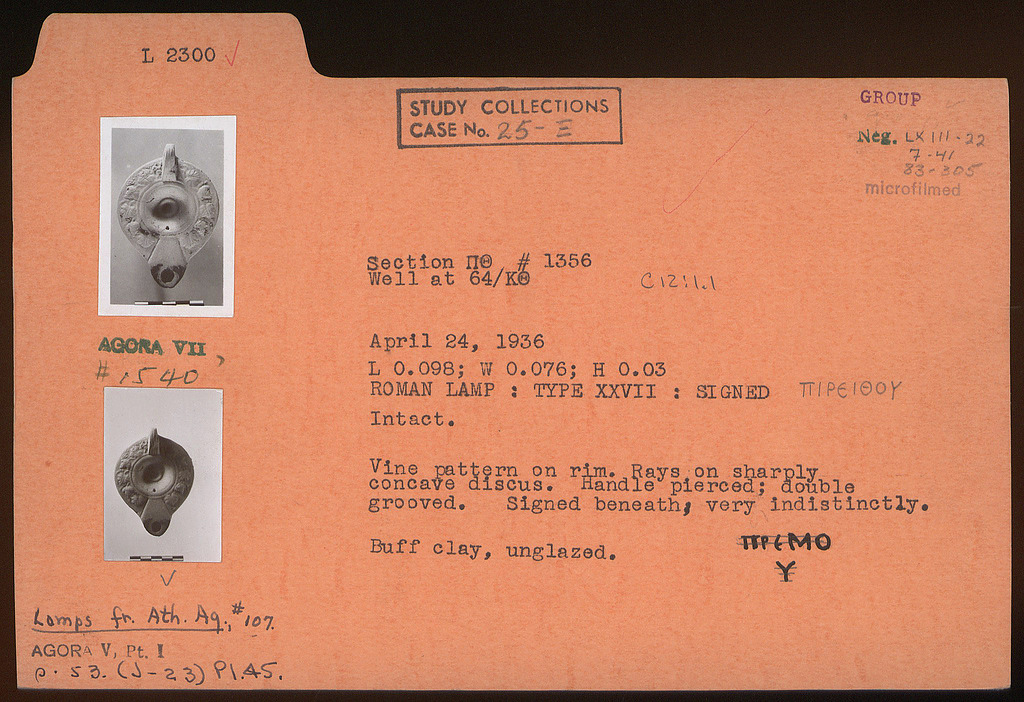 L 2300 ✓
STUDY COLLECTIONS
CASE No. 25-Ξ
GROUP
Neg. LXIII-22
7-41
83-305
microfilmed
Section ΠΘ # 1356
Well at 64/ΚΘ
C 12:1.1
April 24, 1936
L 0.098; W 0.076; H 0.03
ROMAN LAMP : TYPE XXVII : SIGNED ΠΙΡΕΙΘΟΥ
Intact.
Vine pattern on rim. Rays on sharply
concave discus. Handle pierced; double
grooved. Signed beneath, very indistinctly.
Buff clay, unglazed.
ΠΡЄΜΟ
Υ
AGORA VII,
# 1540
✓
Lamps fr. Ath. Ag., #107.
AGORA V, Pt. I
p. 53. (J-23) Pl.45.